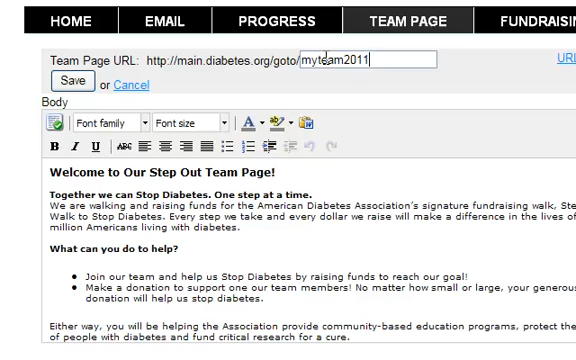 HOME EMAIL PROGRESS TEAM PAGE FUNDRAISIN
Team Page URL: http://main.diabetes.org/goto/myteam2011 URL
Save or Cancel
Body
Font family Font size A ab
B I U ABC
Welcome to Our Step Out Team Page!
Together we can Stop Diabetes. One step at a time.
We are walking and raising funds for the American Diabetes Association's signature fundraising walk, Ste
Walk to Stop Diabetes. Every step we take and every dollar we raise will make a difference in the lives of
million Americans living with diabetes.
What can you do to help?
• Join our team and help us Stop Diabetes by raising funds to reach our goal!
• Make a donation to support one our team members! No matter how small or large, your generous
donation will help us stop diabetes.
Either way, you will be helping the Association provide community-based education programs, protect the
of people with diabetes and fund critical research for a cure.